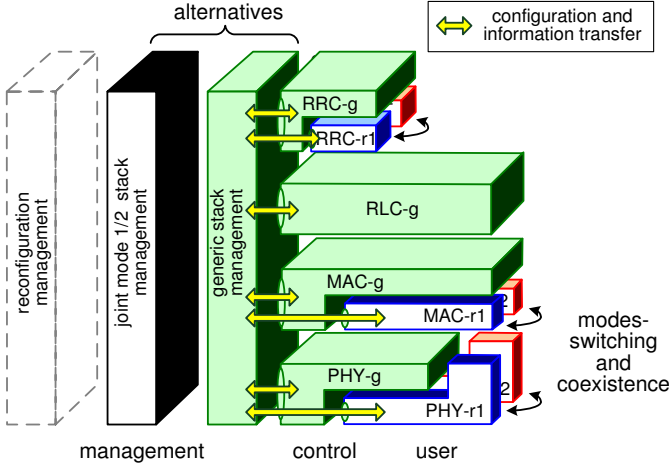 alternatives
configuration and
information transfer
reconfiguration
management
joint mode 1/2 stack
management
generic stack
management
RRC-g
RRC-r1
RLC-g
MAC-g
2
MAC-r1
PHY-g
2
PHY-r1
modes-
switching
and
coexistence
management
control
user